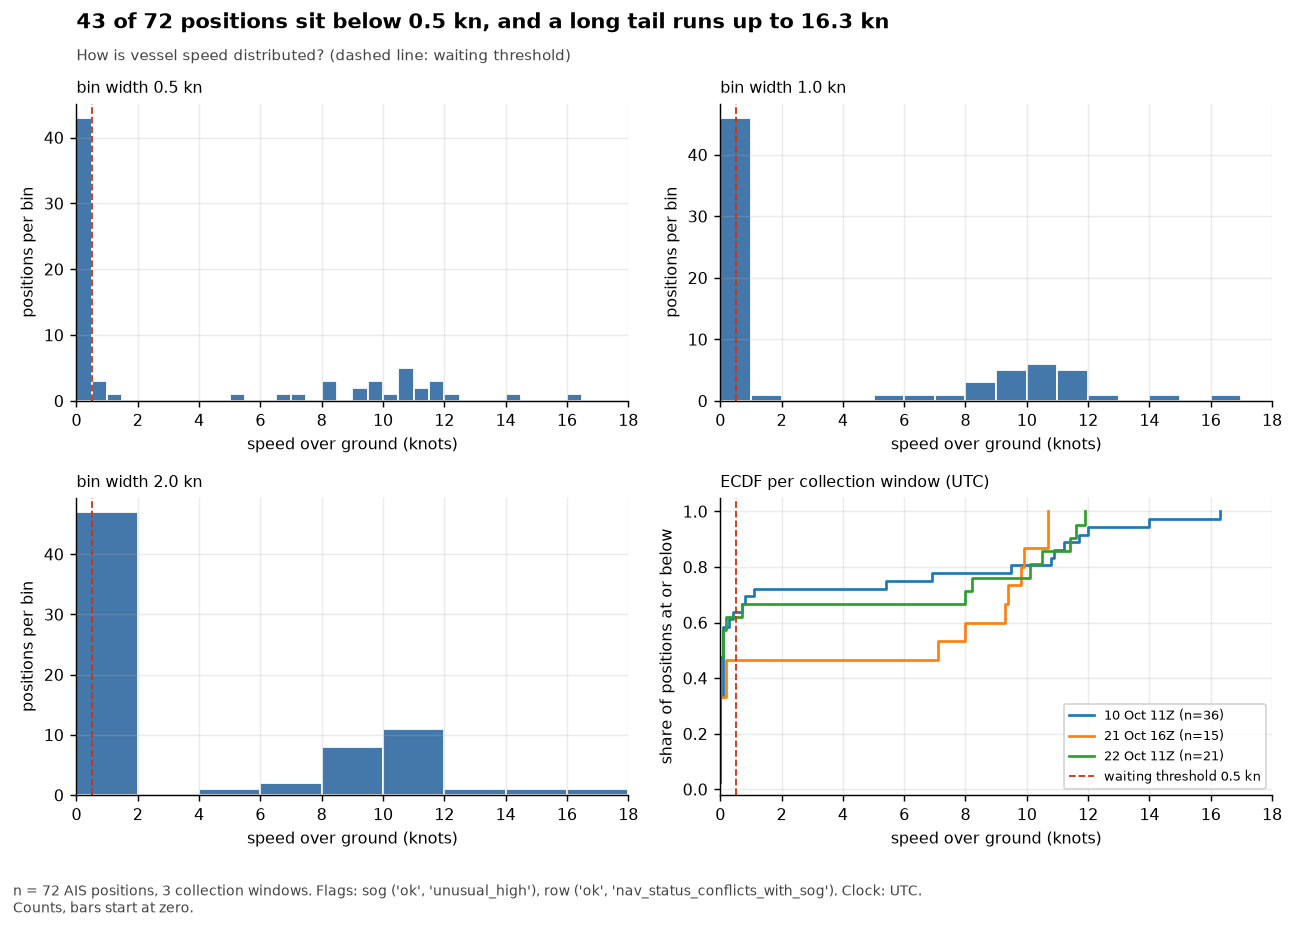 43 of 72 positions sit below 0.5 kn, and a long tail runs up to 16.3 kn
How is vessel speed distributed? (dashed line: waiting threshold)
bin width 0.5 kn
positions per bin
40
30
20
10
0
0 2 4 6 8 10 12 14 16 18
speed over ground (knots)
bin width 1.0 kn
positions per bin
40
30
20
10
0
0 2 4 6 8 10 12 14 16 18
speed over ground (knots)
bin width 2.0 kn
positions per bin
40
30
20
10
0
0 2 4 6 8 10 12 14 16 18
speed over ground (knots)
ECDF per collection window (UTC)
share of positions at or below
1.0
0.8
0.6
0.4
0.2
0.0
10 Oct 11Z (n=36)
21 Oct 16Z (n=15)
22 Oct 11Z (n=21)
waiting threshold 0.5 kn
0 2 4 6 8 10 12 14 16 18
speed over ground (knots)
n = 72 AIS positions, 3 collection windows. Flags: sog ('ok', 'unusual_high'), row ('ok', 'nav_status_conflicts_with_sog'). Clock: UTC.
Counts, bars start at zero.